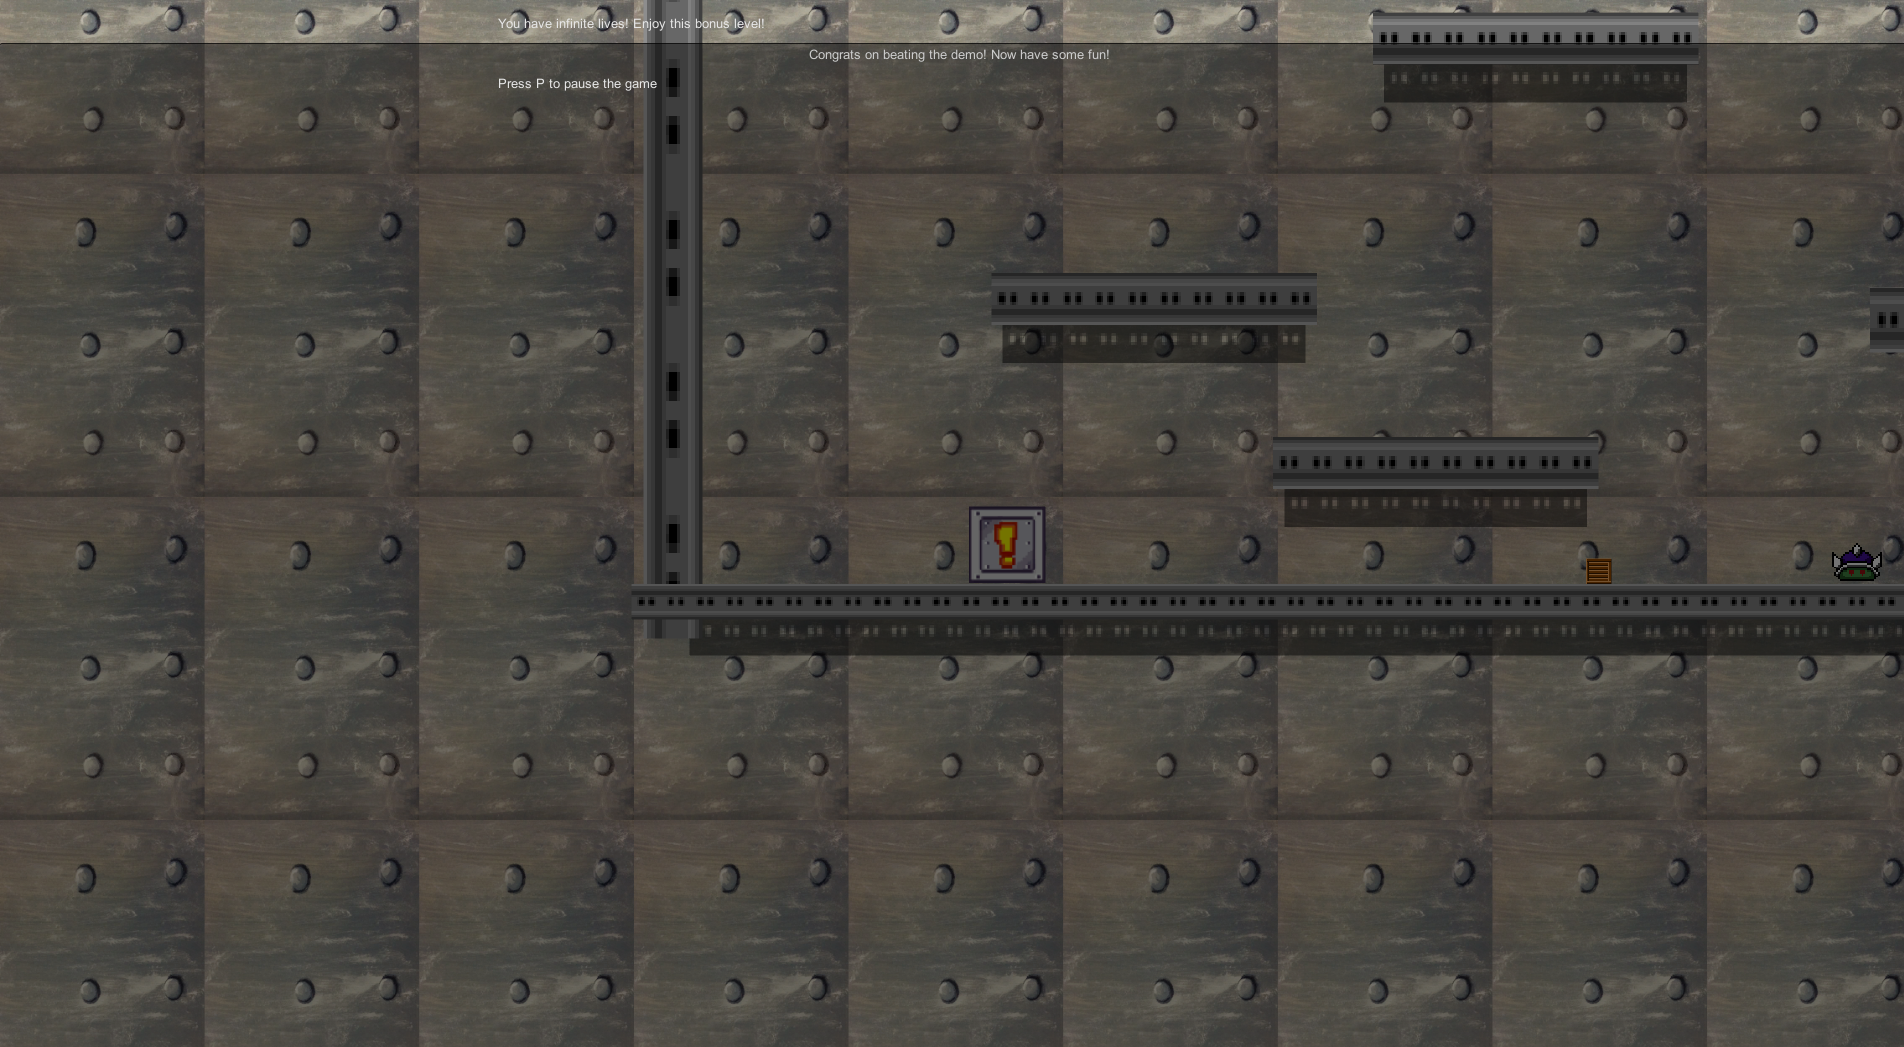 You have infinite lives! Enjoy this bonus level!
Congrats on beating the demo! Now have some fun!
Press P to pause the game
!